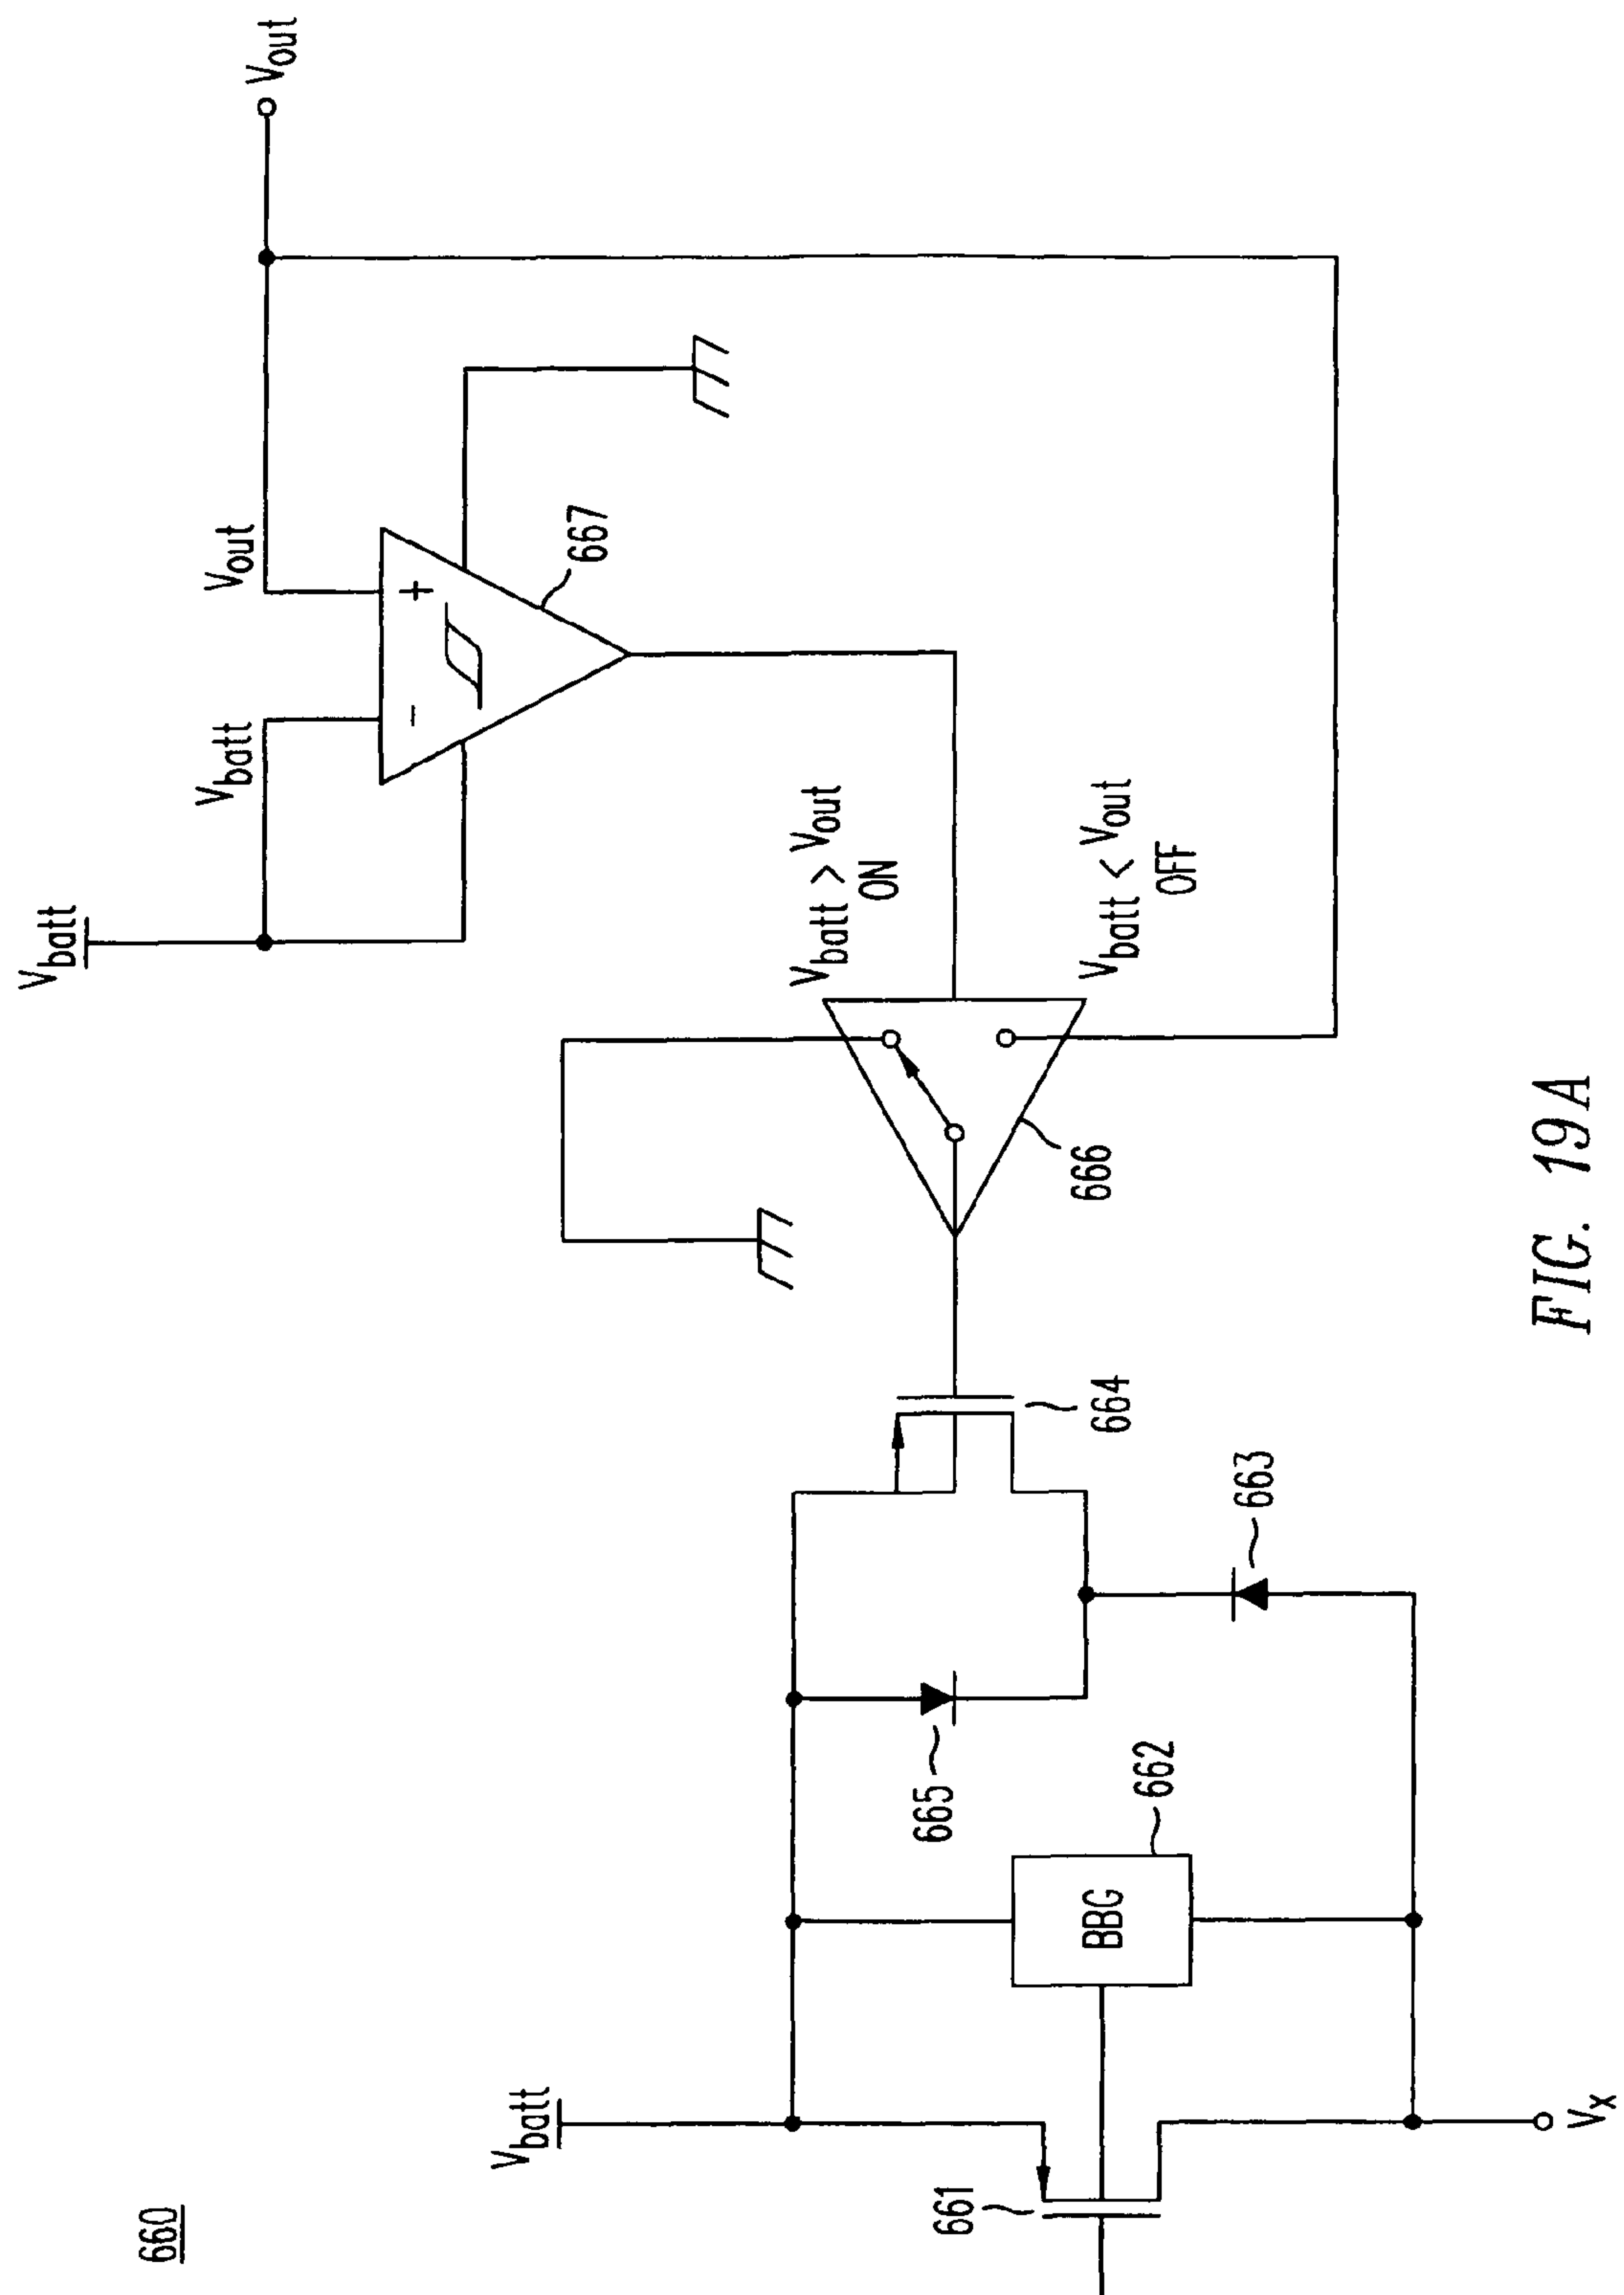 660
V_batt
661
V_x
BBG
662
665
663
664
666
V_batt > V_out
ON
V_batt < V_out
OFF
V_batt
V_batt
V_out
-
+
667
V_out
FIG. 19A